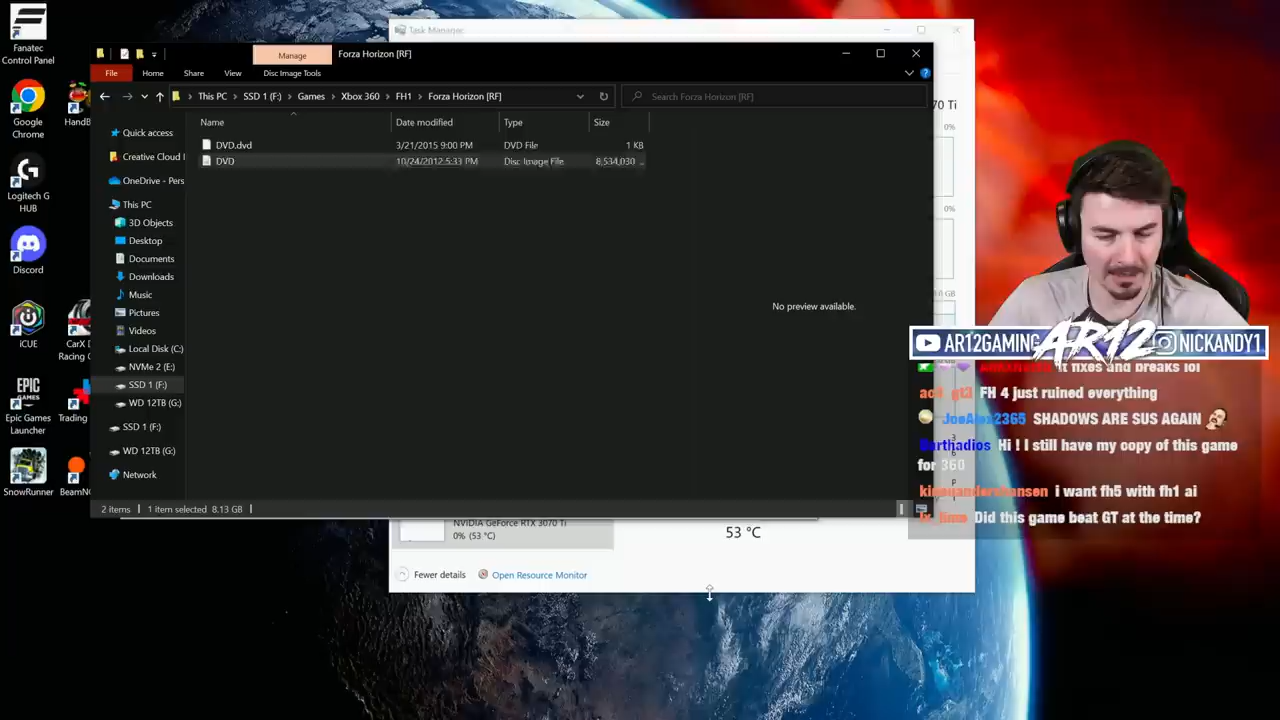 Fanatec
Control Panel
Google
Chrome
HandB
Logitech G
HUB
Discord
iCUE
CarX D
Racing O
Epic Games
Launcher
Trading
SnowRunner
BeamNG
Task Manager
Manage
Forza Horizon [RF]
File
Home
Share
View
Disc Image Tools
This PC
SSD 1 (F:)
Games
Xbox 360
FH1
Forza Horizon [RF]
Search Forza Horizon [RF]
Name
Date modified
Type
Size
DVD.dvd
3/21/2015 9:00 PM
DVD File
1 KB
DVD
10/24/2012 5:33 PM
Disc Image File
8,534,030 ...
Quick access
Creative Cloud
OneDrive - Pers
This PC
3D Objects
Desktop
Documents
Downloads
Music
Pictures
Videos
Local Disk (C:)
NVMe 2 (E:)
SSD 1 (F:)
WD 12TB (G:)
SSD 1 (F:)
WD 12TB (G:)
Network
No preview available.
2 items
1 item selected 8.13 GB
70 Ti
0%
0%
NVIDIA GeForce RTX 3070 Ti
0% (53 °C)
53 °C
Fewer details
Open Resource Monitor
AR12GAMING
AR12
NICKANDY1
it fixes and breaks lol
FH 4 just ruined everything
JoeAlex2365 SHADOWS ARE SUS AGAIN
Darthadios Hi ! I still have my copy of this game
for 360
i want fh5 with fh1 ai
Did this game beat GT at the time?